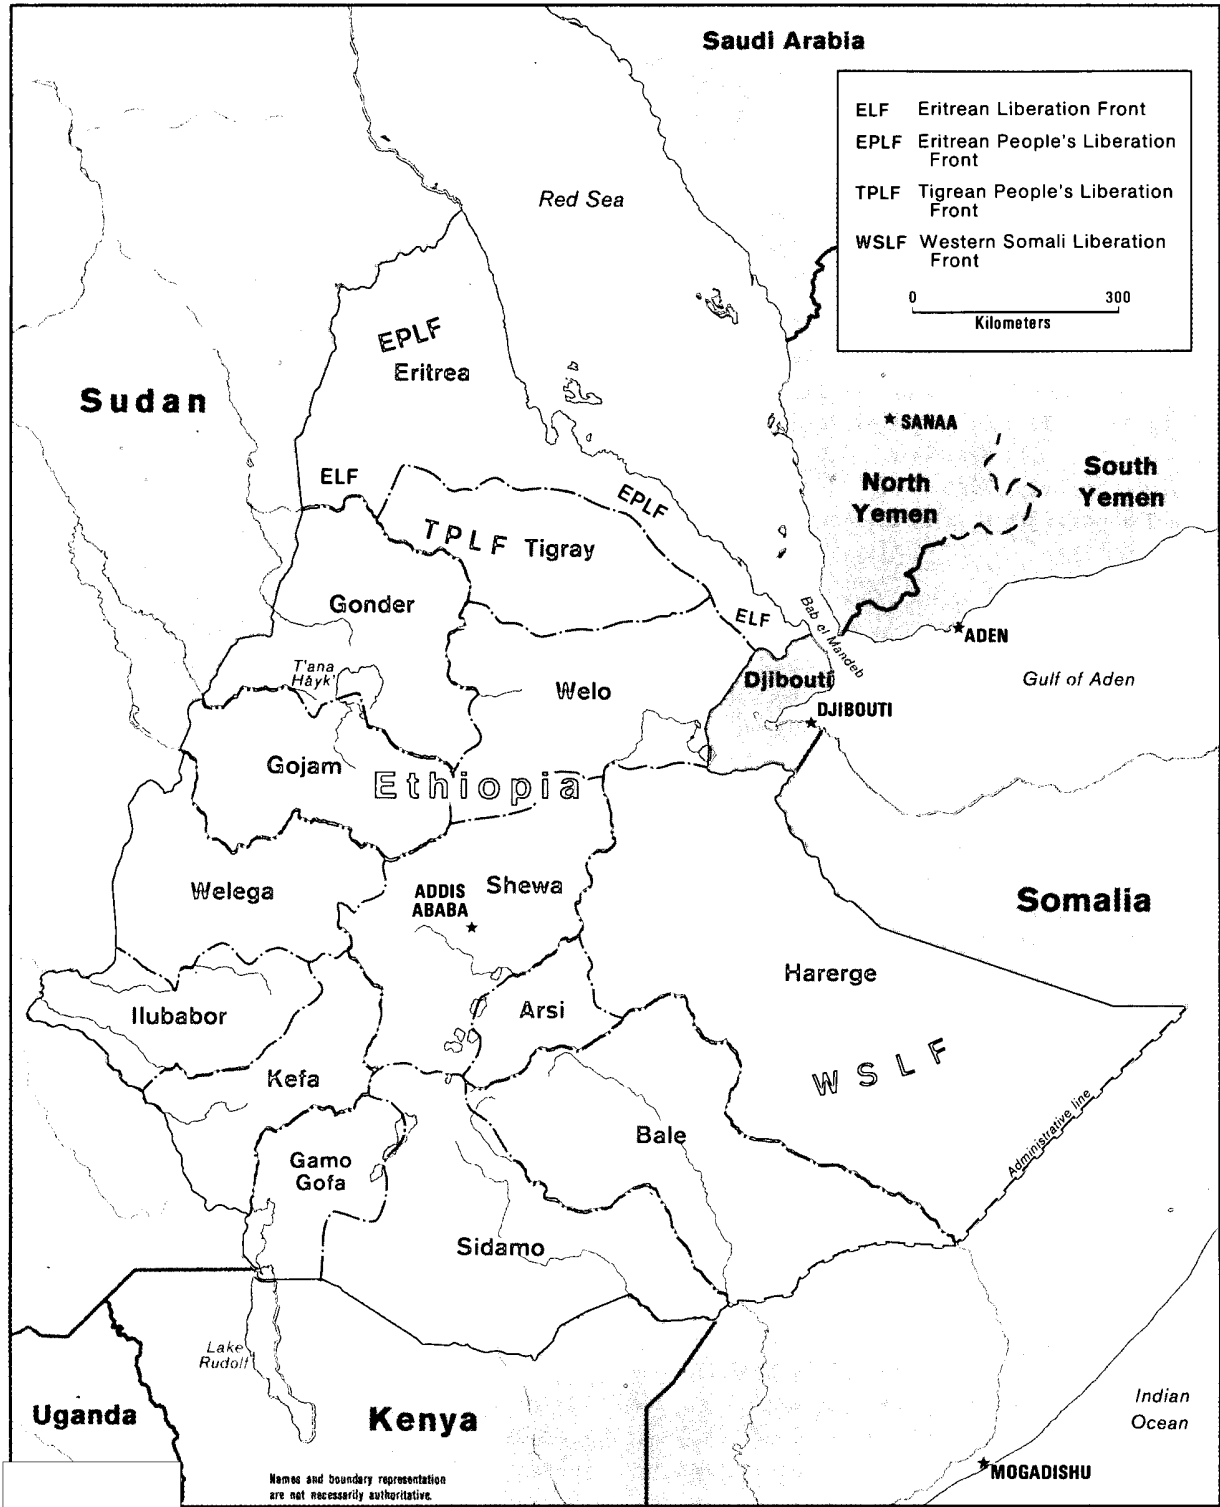 Saudi Arabia
ELF Eritrean Liberation Front
EPLF Eritrean People's Liberation
Front
TPLF Tigrean People's Liberation
Front
WSLF Western Somali Liberation
Front
0 300
Kilometers
Red Sea
EPLF
Eritrea
Sudan
SANAA
North
Yemen
South
Yemen
ELF
EPLF
TPLF Tigray
Gonder
ELF
Bab el Mandeb
ADEN
T'ana
Hāyk'
Welo
Djibouti
Gulf of Aden
DJIBOUTI
Gojam
Ethiopia
Welega
ADDIS
ABABA
Shewa
Somalia
Harerge
Ilubabor
Arsi
Kefa
WSLF
Administrative line
Bale
Gamo
Gofa
Sidamo
Lake
Rudolf
Uganda
Kenya
Indian
Ocean
MOGADISHU
Names and boundary representation
are not necessarily authoritative.